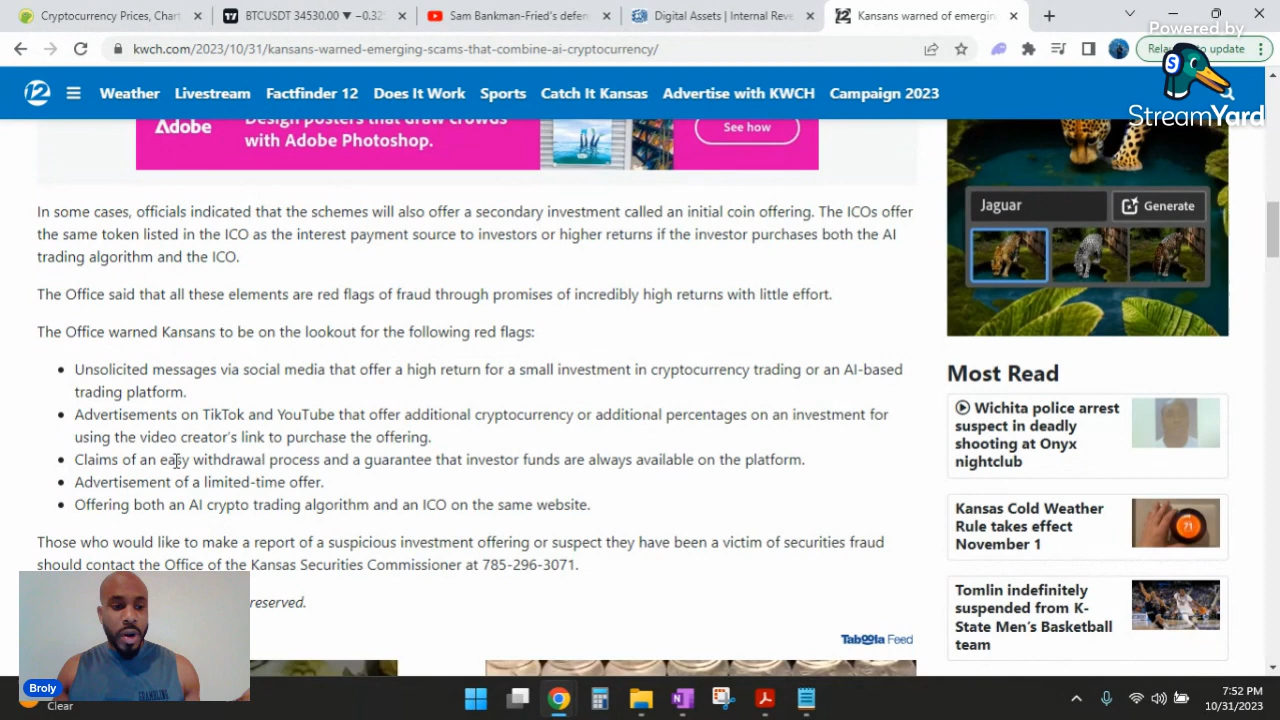 Cryptocurrency Prices, Chart
BTCUSDT 34530.00 ▼ −0.32%
Sam Bankman-Fried's defen
Digital Assets | Internal Reve
Kansans warned of emerging
Powered by
kwch.com/2023/10/31/kansans-warned-emerging-scams-that-combine-ai-cryptocurrency/
StreamYard
12
Weather
Livestream
Factfinder 12
Does It Work
Sports
Catch It Kansas
Advertise with KWCH
Campaign 2023
Adobe
Design posters that draw crowds
with Adobe Photoshop.
See how
Jaguar
Generate
In some cases, officials indicated that the schemes will also offer a secondary investment called an initial coin offering. The ICOs offer
the same token listed in the ICO as the interest payment source to investors or higher returns if the investor purchases both the AI
trading algorithm and the ICO.
The Office said that all these elements are red flags of fraud through promises of incredibly high returns with little effort.
The Office warned Kansans to be on the lookout for the following red flags:
• Unsolicited messages via social media that offer a high return for a small investment in cryptocurrency trading or an AI-based
trading platform.
• Advertisements on TikTok and YouTube that offer additional cryptocurrency or additional percentages on an investment for
using the video creator's link to purchase the offering.
• Claims of an easy withdrawal process and a guarantee that investor funds are always available on the platform.
• Advertisement of a limited-time offer.
• Offering both an AI crypto trading algorithm and an ICO on the same website.
Those who would like to make a report of a suspicious investment offering or suspect they have been a victim of securities fraud
should contact the Office of the Kansas Securities Commissioner at 785-296-3071.
reserved.
Taboola Feed
Most Read
Wichita police arrest
suspect in deadly
shooting at Onyx
nightclub
Kansas Cold Weather
Rule takes effect
November 1
71
Tomlin indefinitely
suspended from K-
State Men's Basketball
team
GRAMBLING
Broly
Clear
7:52 PM
10/31/2023